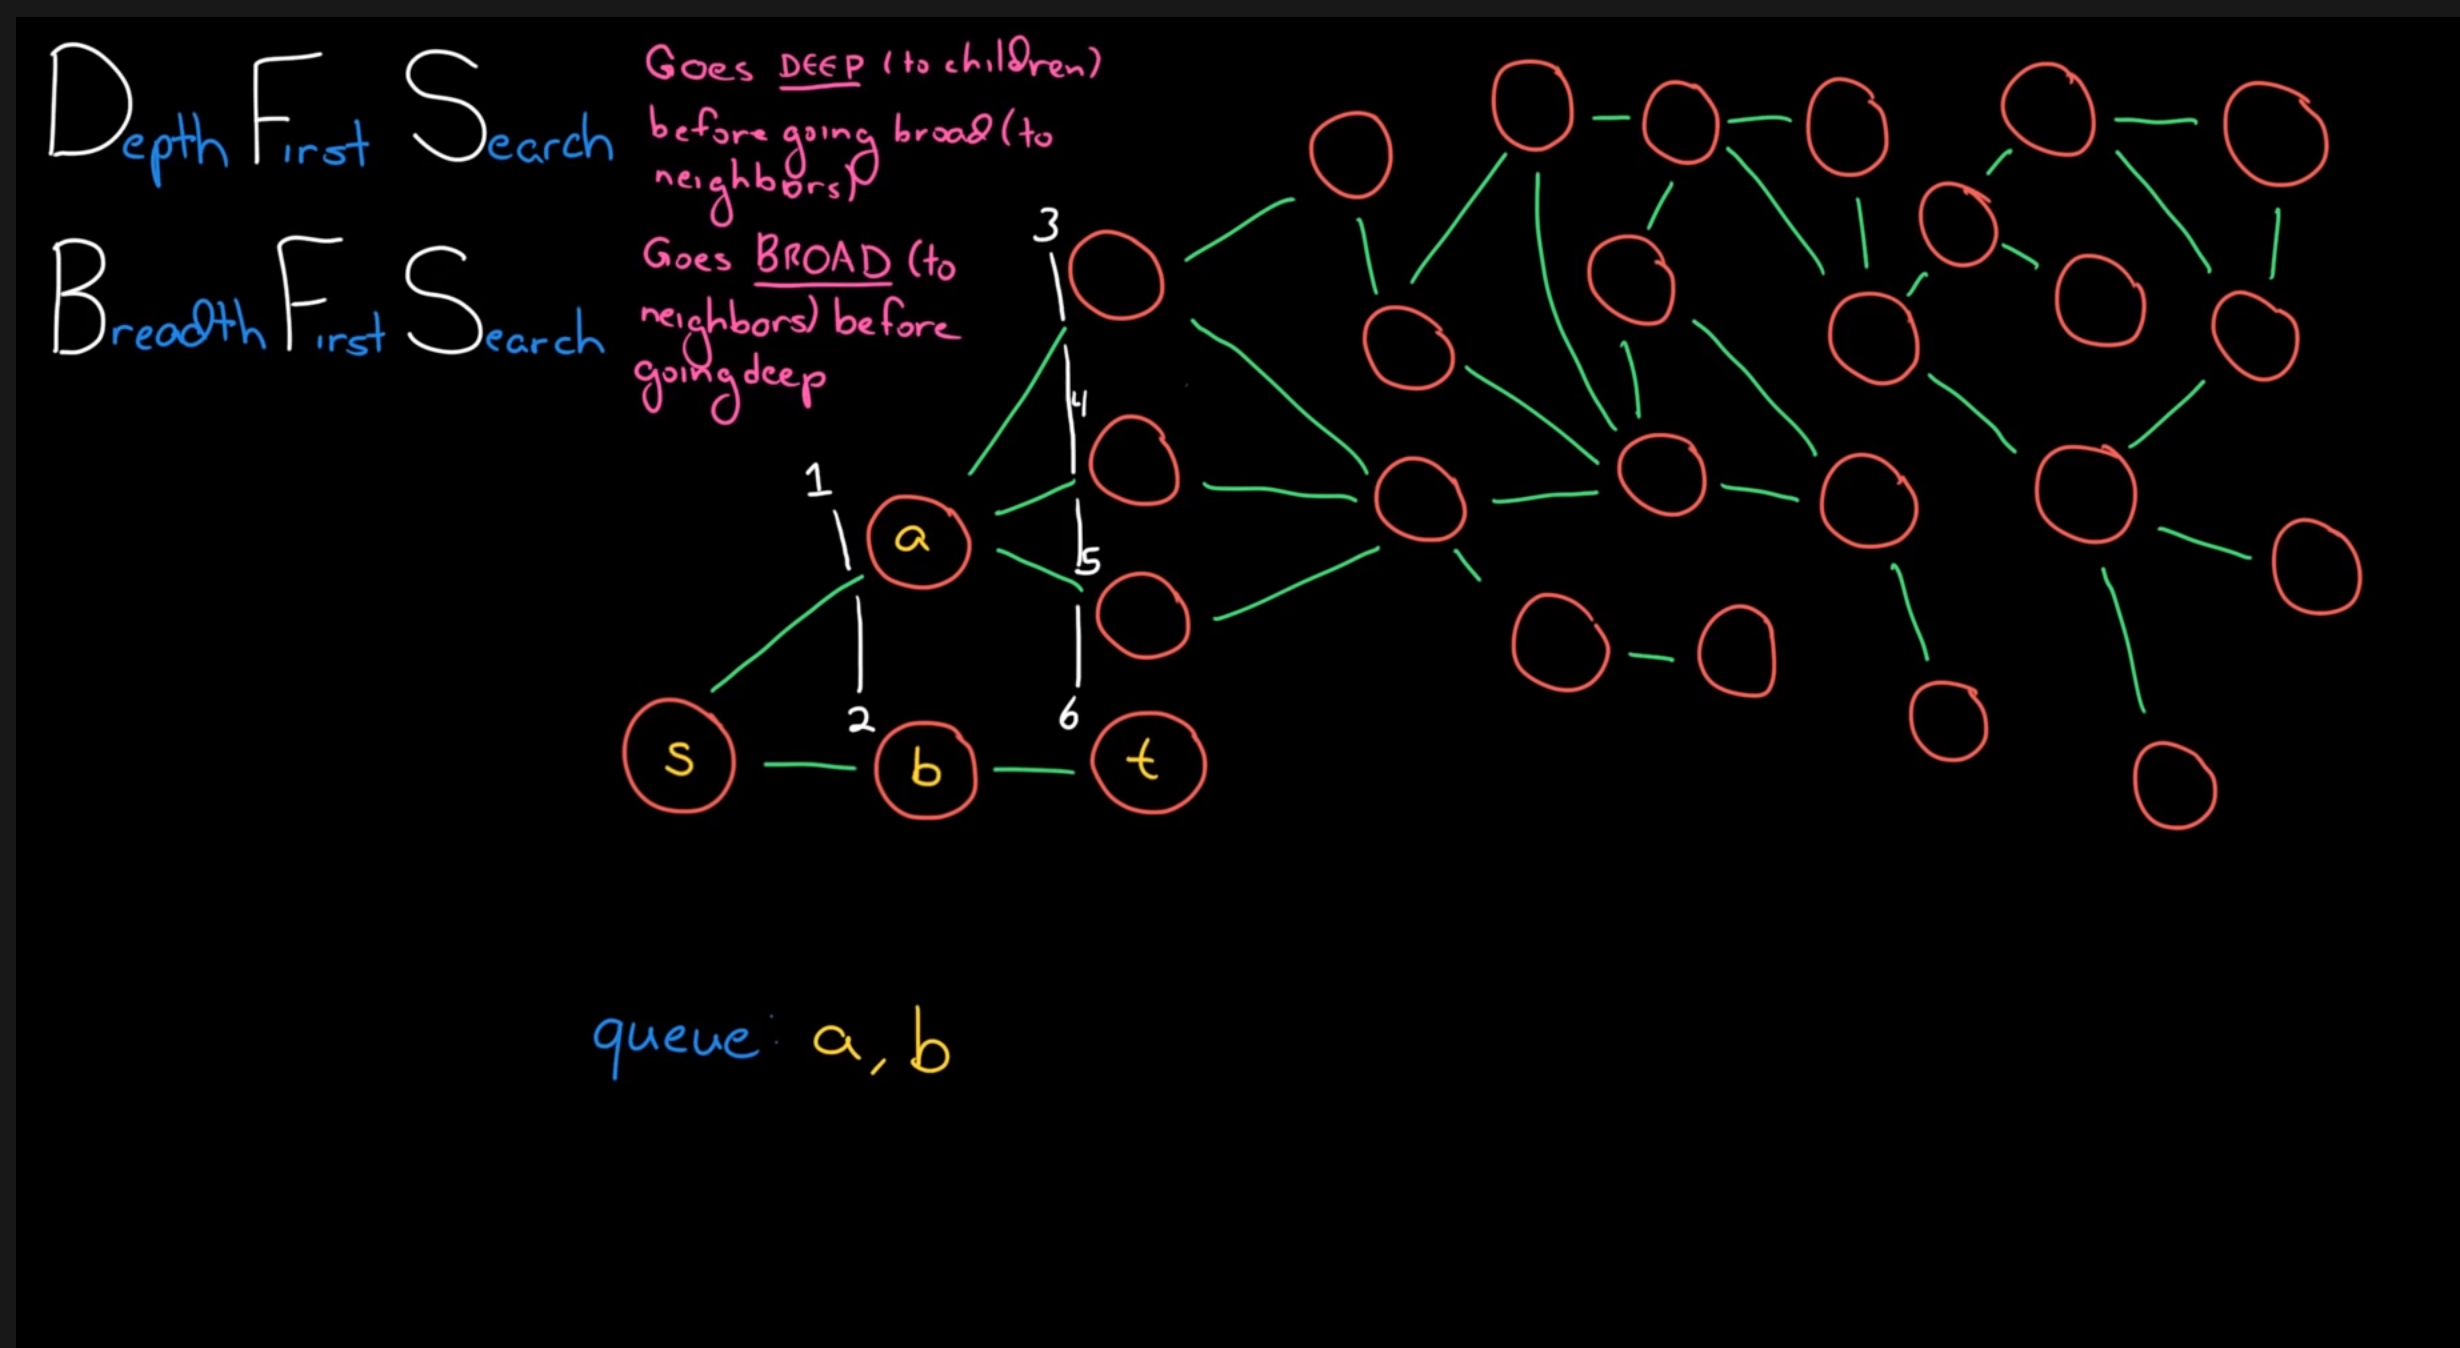 Depth First Search
Goes DEEP (to children)
before going broad (to
neighbors)
Breadth First Search
Goes BROAD (to
neighbors) before
going deep
3
4
1
a
5
2
6
s
b
t
queue: a, b